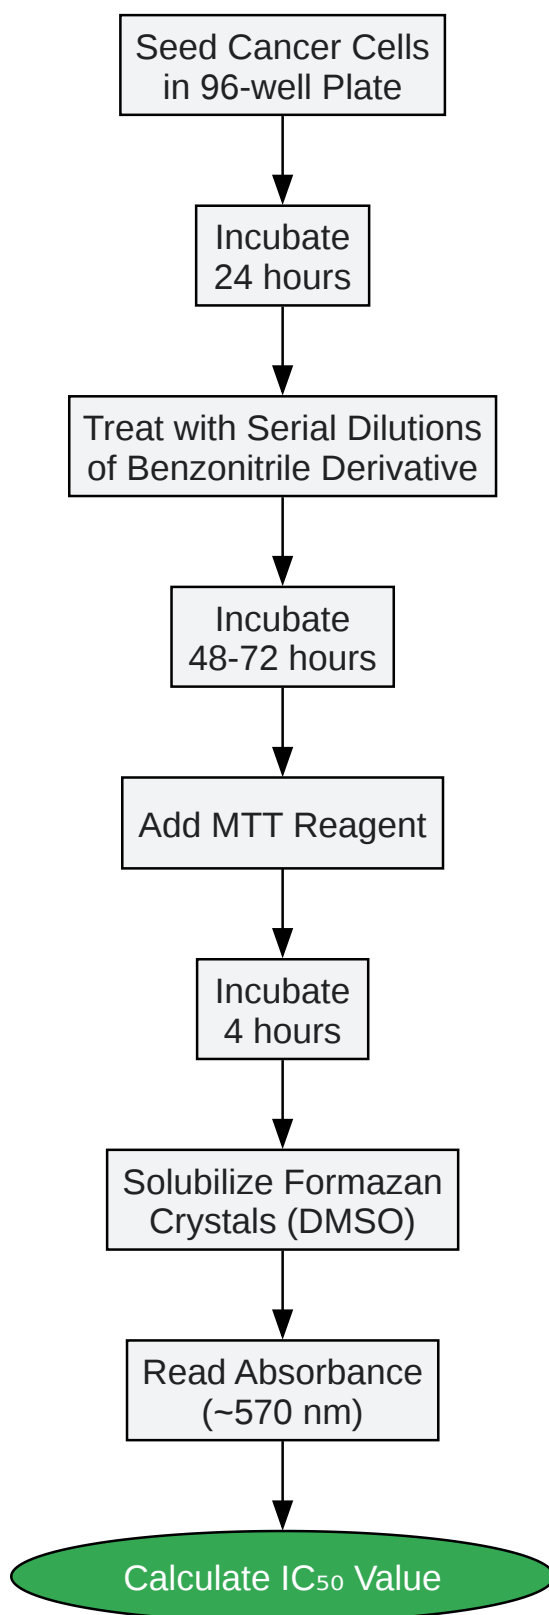 Seed Cancer Cells
in 96-well Plate
Incubate
24 hours
Treat with Serial Dilutions
of Benzonitrile Derivative
Incubate
48-72 hours
Add MTT Reagent
Incubate
4 hours
Solubilize Formazan
Crystals (DMSO)
Read Absorbance
(~570 nm)
Calculate IC₅₀ Value